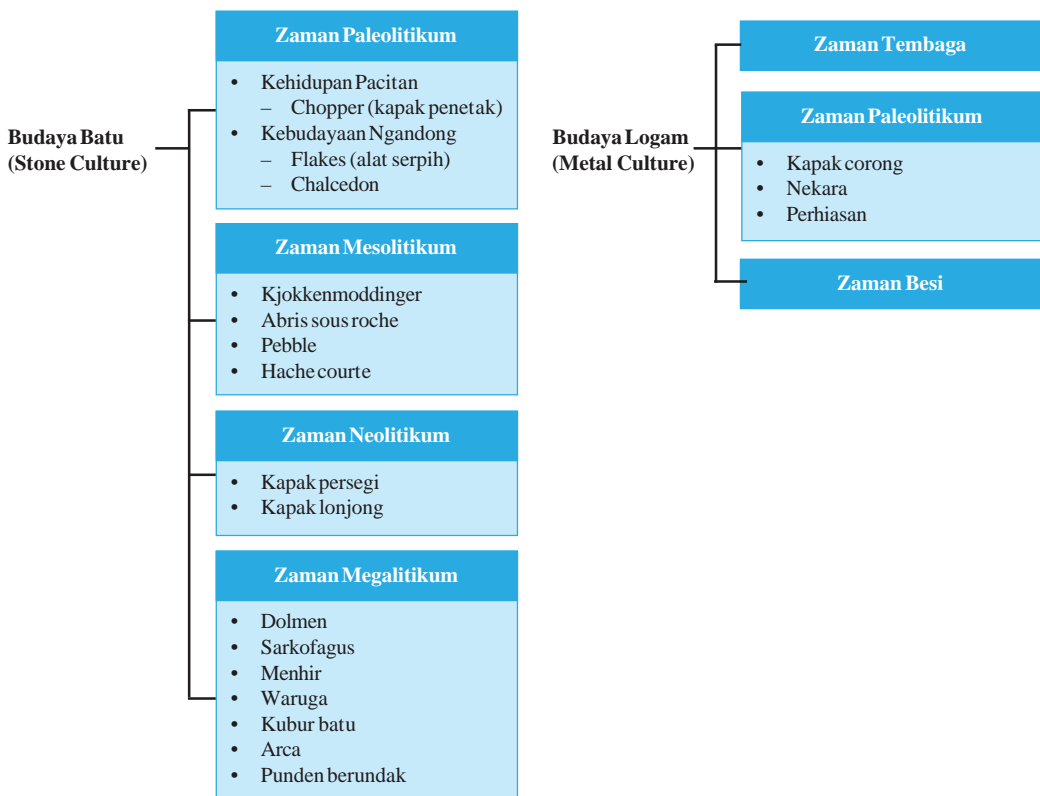 Budaya Batu
(Stone Culture)
Zaman Paleolitikum
• Kehidupan Pacitan
– Chopper (kapak penetak)
• Kebudayaan Ngandong
– Flakes (alat serpih)
– Chalcedon
Zaman Mesolitikum
• Kjokkenmoddinger
• Abris sous roche
• Pebble
• Hache courte
Zaman Neolitikum
• Kapak persegi
• Kapak lonjong
Zaman Megalitikum
• Dolmen
• Sarkofagus
• Menhir
• Waruga
• Kubur batu
• Arca
• Punden berundak
Budaya Logam
(Metal Culture)
Zaman Tembaga
Zaman Paleolitikum
• Kapak corong
• Nekara
• Perhiasan
Zaman Besi